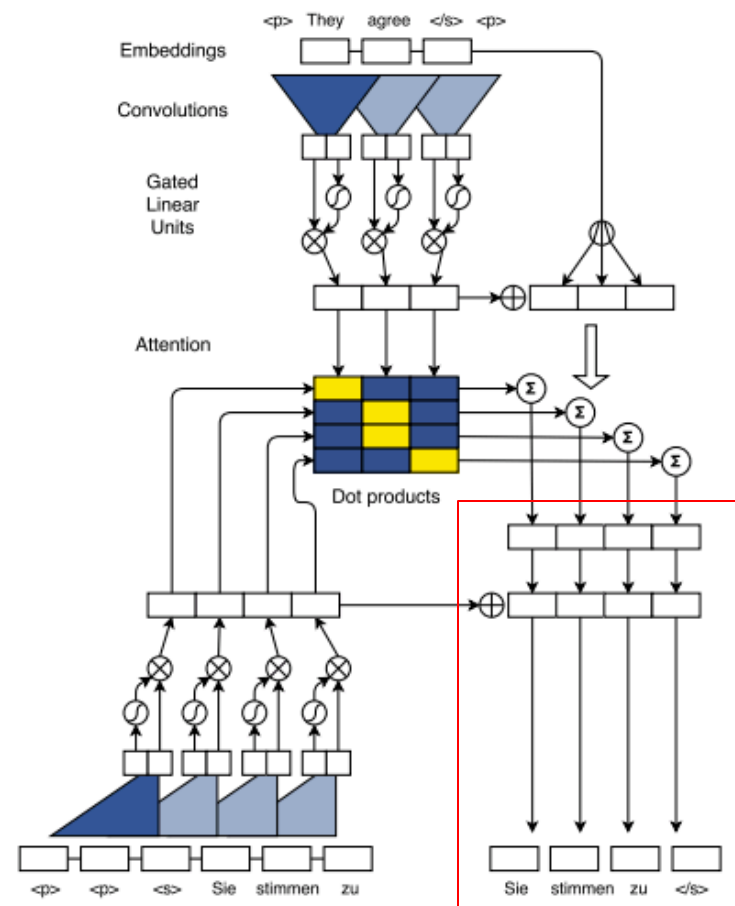 <p> They agree </s> <p>
Embeddings
Convolutions
Gated
Linear
Units
Attention
Σ
Σ
Σ
Σ
Dot products
<p> <p> <s> Sie stimmen zu
Sie stimmen zu </s>